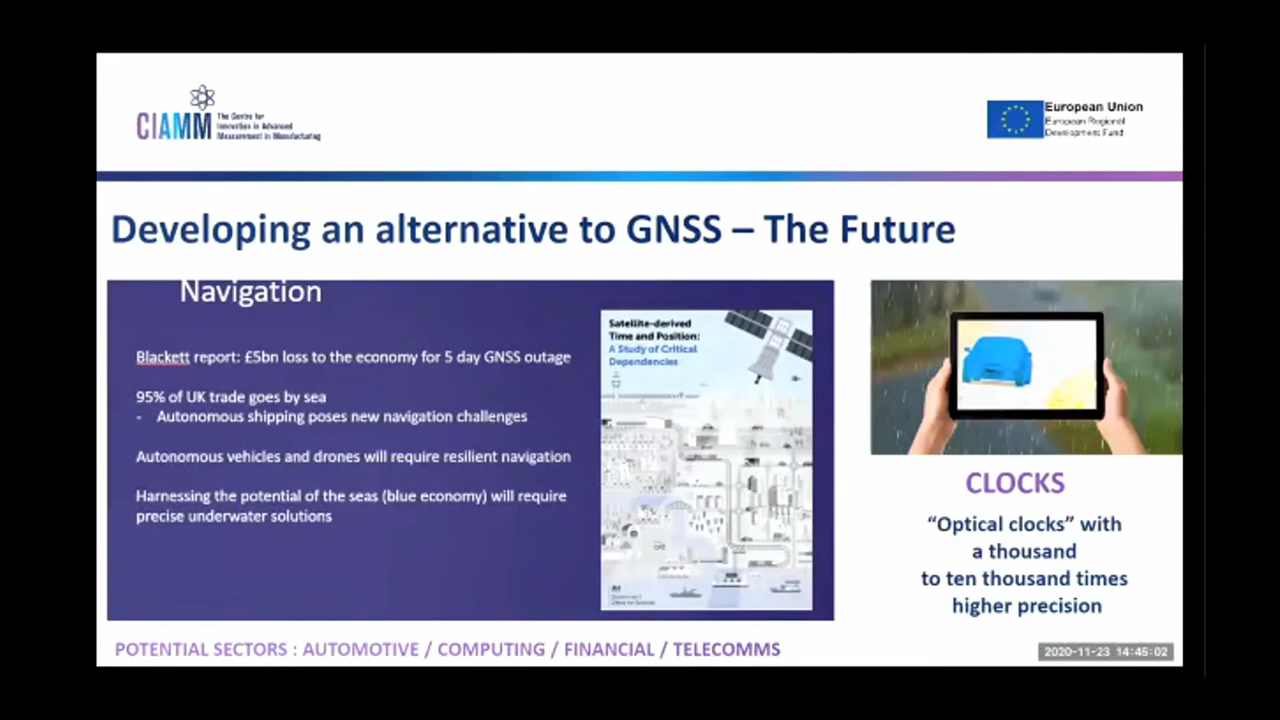 CIAMM
The Centre for
Innovation in Advanced
Measurement in Manufacturing
European Union
European Regional
Development Fund
Developing an alternative to GNSS – The Future
Navigation
Blackett report: £5bn loss to the economy for 5 day GNSS outage
95% of UK trade goes by sea
- Autonomous shipping poses new navigation challenges
Autonomous vehicles and drones will require resilient navigation
Harnessing the potential of the seas (blue economy) will require
precise underwater solutions
Satellite-derived
Time and Position:
A Study of Critical
Dependencies
Government
Office for Science
CLOCKS
“Optical clocks” with
a thousand
to ten thousand times
higher precision
POTENTIAL SECTORS : AUTOMOTIVE / COMPUTING / FINANCIAL / TELECOMMS
2020-11-23 14:45:02